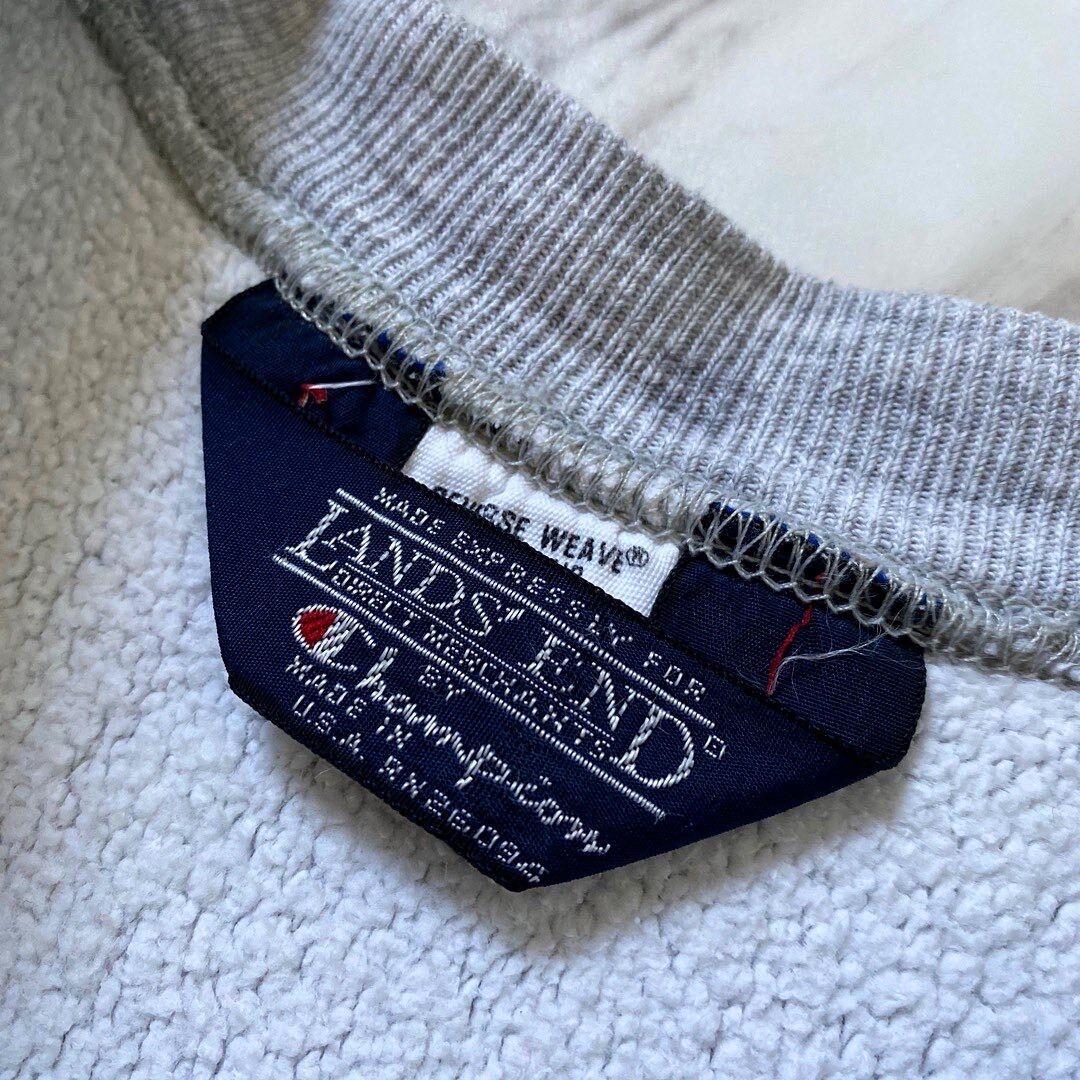 REVERSE WEAVE®
MADE EXPRESSLY FOR
LANDS' END
DIRECT MERCHANTS
BY
Champion
MADE IN
U.S.A. RN26094